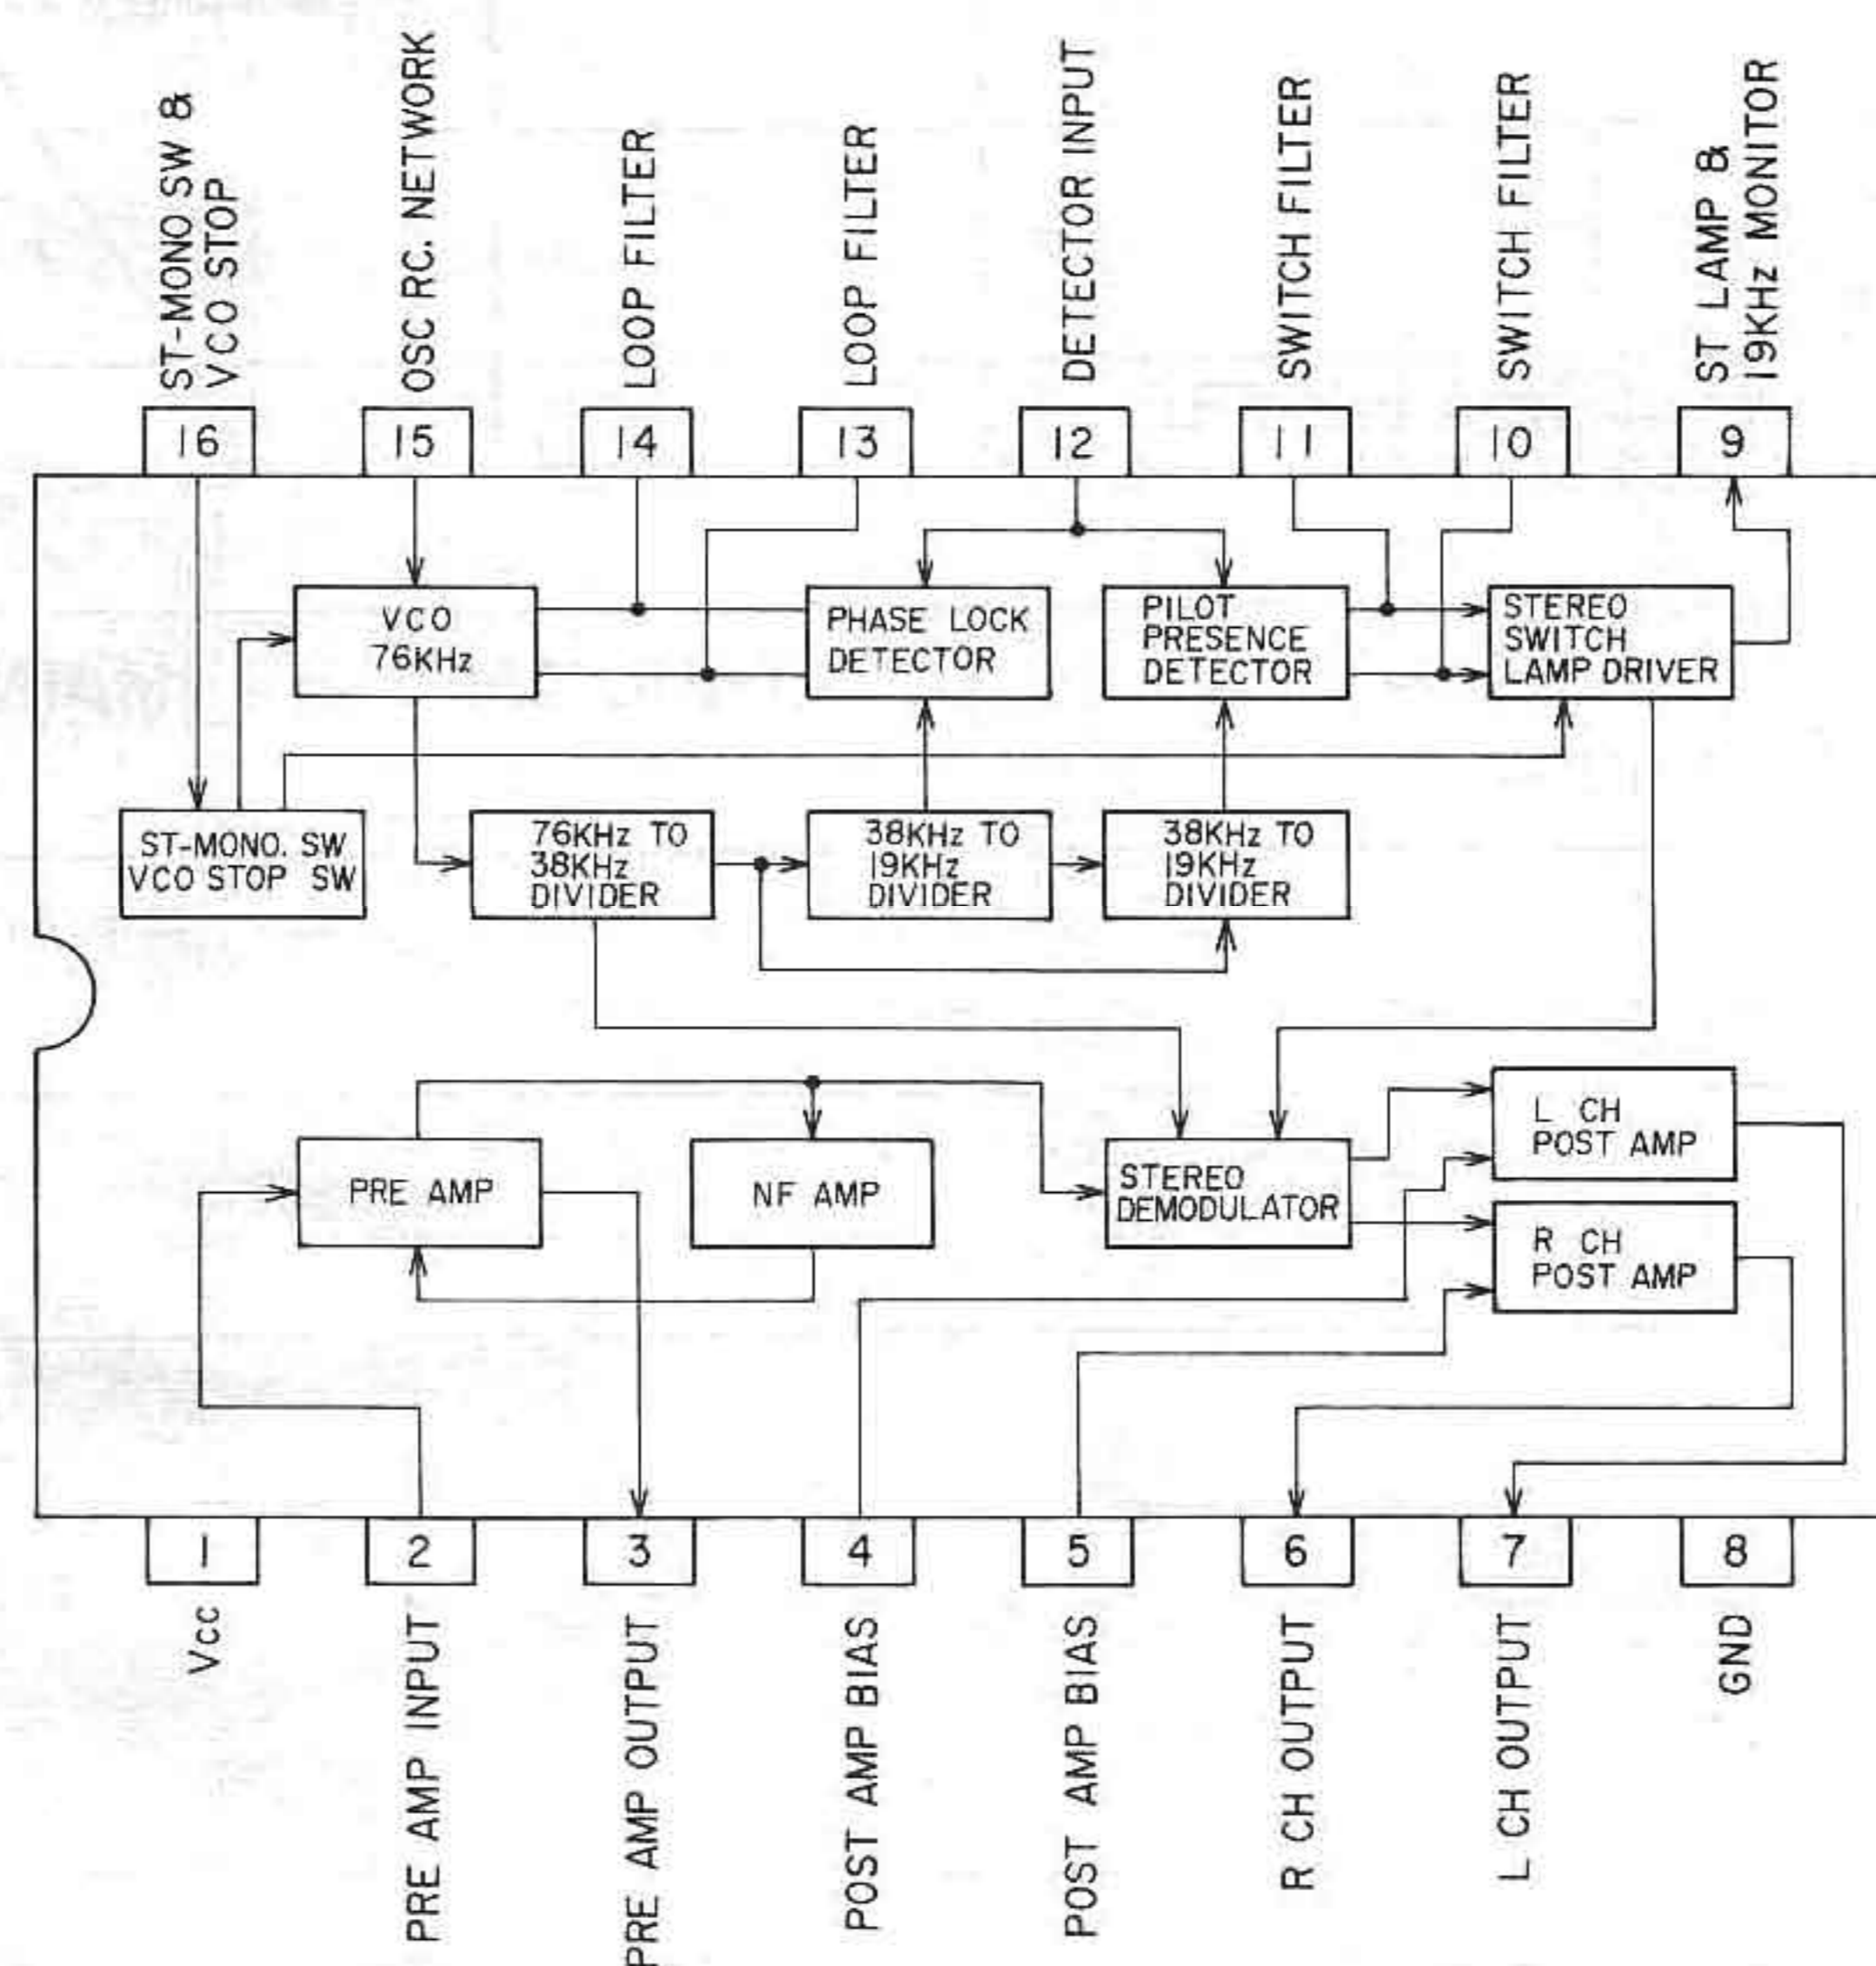 ST-MONO SW &
VCO STOP
OSC RC. NETWORK
LOOP FILTER
LOOP FILTER
DETECTOR INPUT
SWITCH FILTER
SWITCH FILTER
ST LAMP &
19KHz MONITOR
16
15
14
13
12
11
10
9
VCO
76KHz
PHASE LOCK
DETECTOR
PILOT
PRESENCE
DETECTOR
STEREO
SWITCH
LAMP DRIVER
ST-MONO. SW
VCO STOP SW
76KHz TO
38KHz
DIVIDER
38KHz TO
19KHz
DIVIDER
38KHz TO
19KHz
DIVIDER
PRE AMP
NF AMP
STEREO
DEMODULATOR
L CH
POST AMP
R CH
POST AMP
1
2
3
4
5
6
7
8
Vcc
PRE AMP INPUT
PRE AMP OUTPUT
POST AMP BIAS
POST AMP BIAS
R CH OUTPUT
L CH OUTPUT
GND